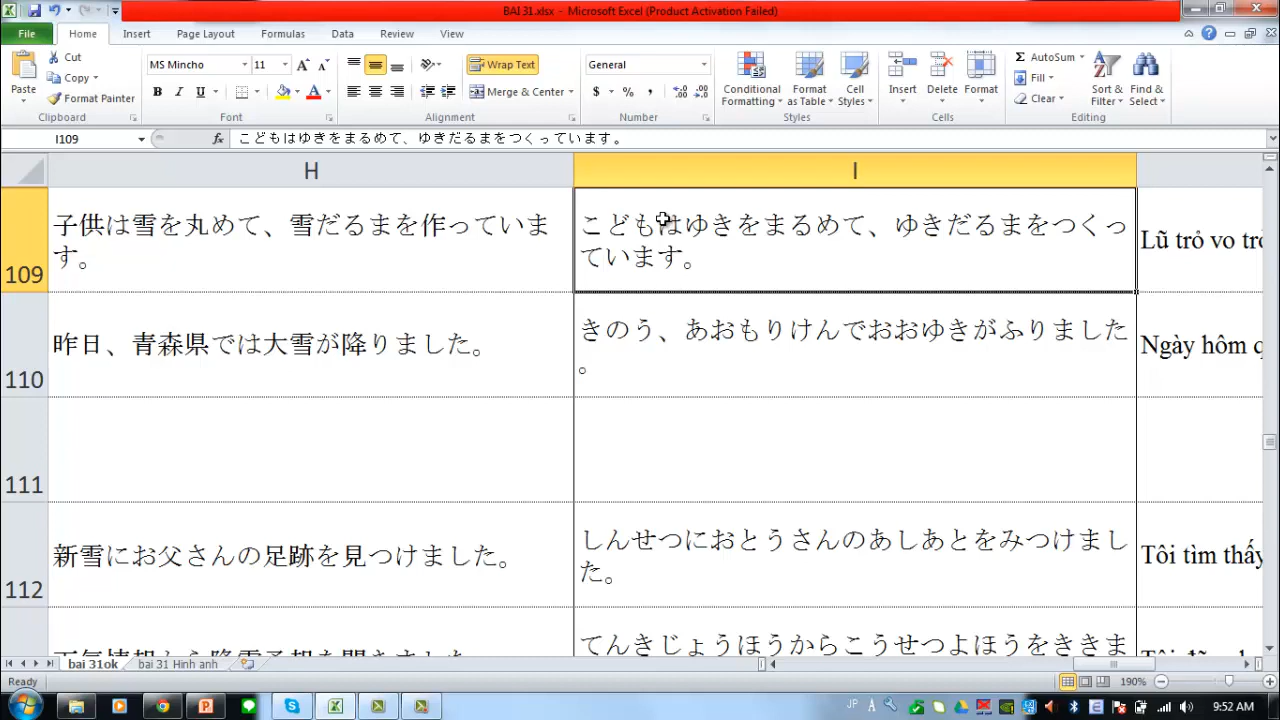 BAI 31.xlsx - Microsoft Excel (Product Activation Failed)
File Home Insert Page Layout Formulas Data Review View
Cut
Copy
Format Painter
Paste
Clipboard
MS Mincho 11
B I U
Font
Wrap Text
Merge & Center
Alignment
General
$ % ,
Number
Conditional Formatting
Format as Table
Cell Styles
Styles
Insert Delete Format
Cells
AutoSum
Fill
Clear
Sort & Filter
Find & Select
Editing
I109 fx こどもはゆきをまるめて、ゆきだるまをつくっています。
H I
109
子供は雪を丸めて、雪だるまを作っていま
す。
こどもはゆきをまるめて、ゆきだるまをつくっ
ています。
Lũ trỏ vo trò
110
昨日、青森県では大雪が降りました。
きのう、あおもりけんでおおゆきがふりました
。
Ngày hôm q
111
112
新雪にお父さんの足跡を見つけました。
しんせつにおとうさんのあしあとをみつけまし
た。
Tôi tìm thấy
てんきじょうほうからこうせつよほうをききま
bai 31ok bai 31 Hinh anh
Ready
190%
JP
9:52 AM